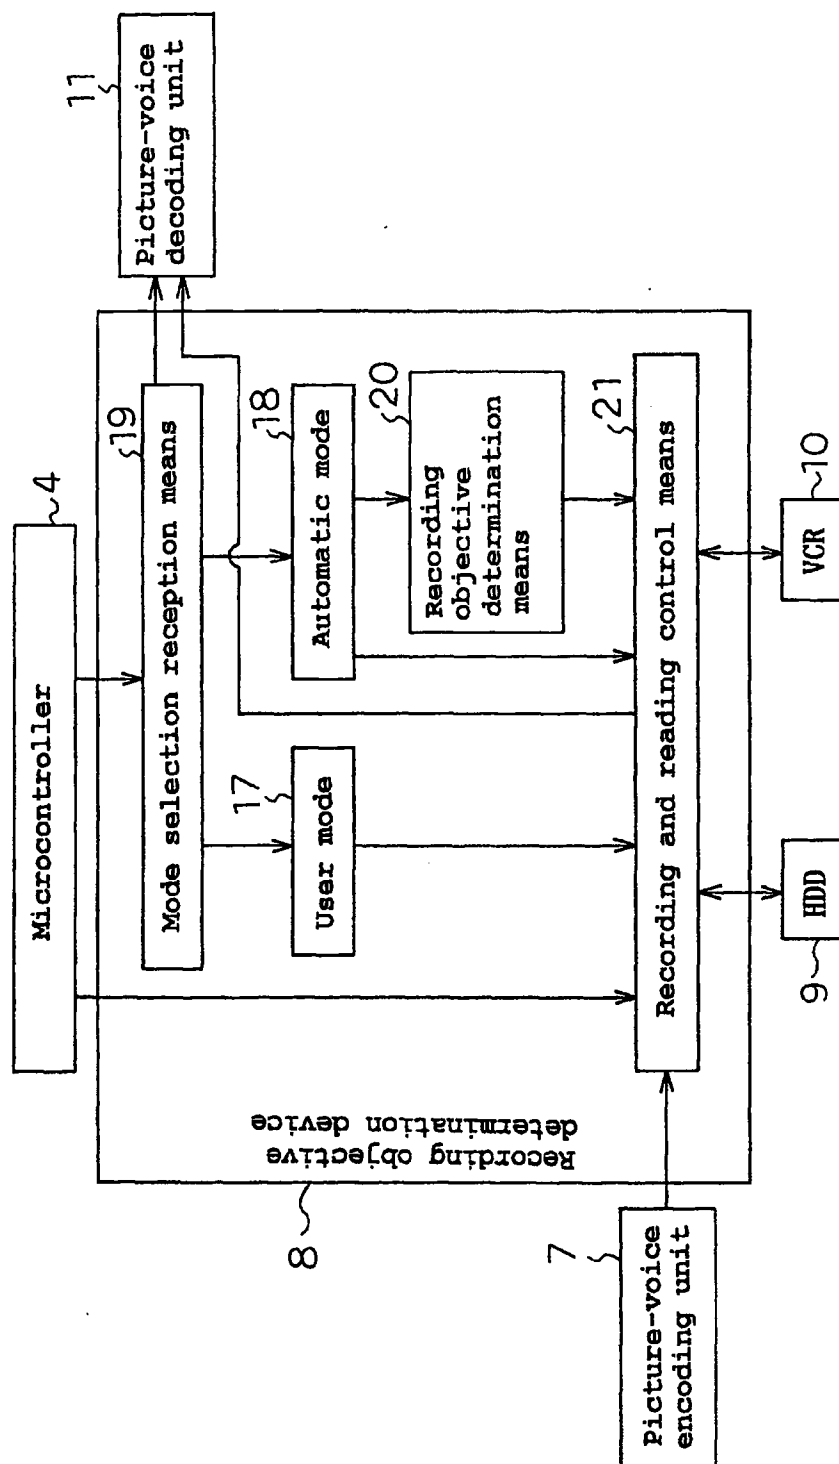 Microcontroller
4
Picture-voice
decoding unit
11
Mode selection reception means
19
User mode
17
Automatic mode
18
Recording
objective
determination
means
20
Recording and reading control means
21
Recording objective
determination device
8
Picture-voice
encoding unit
7
HDD
9
VCR
10